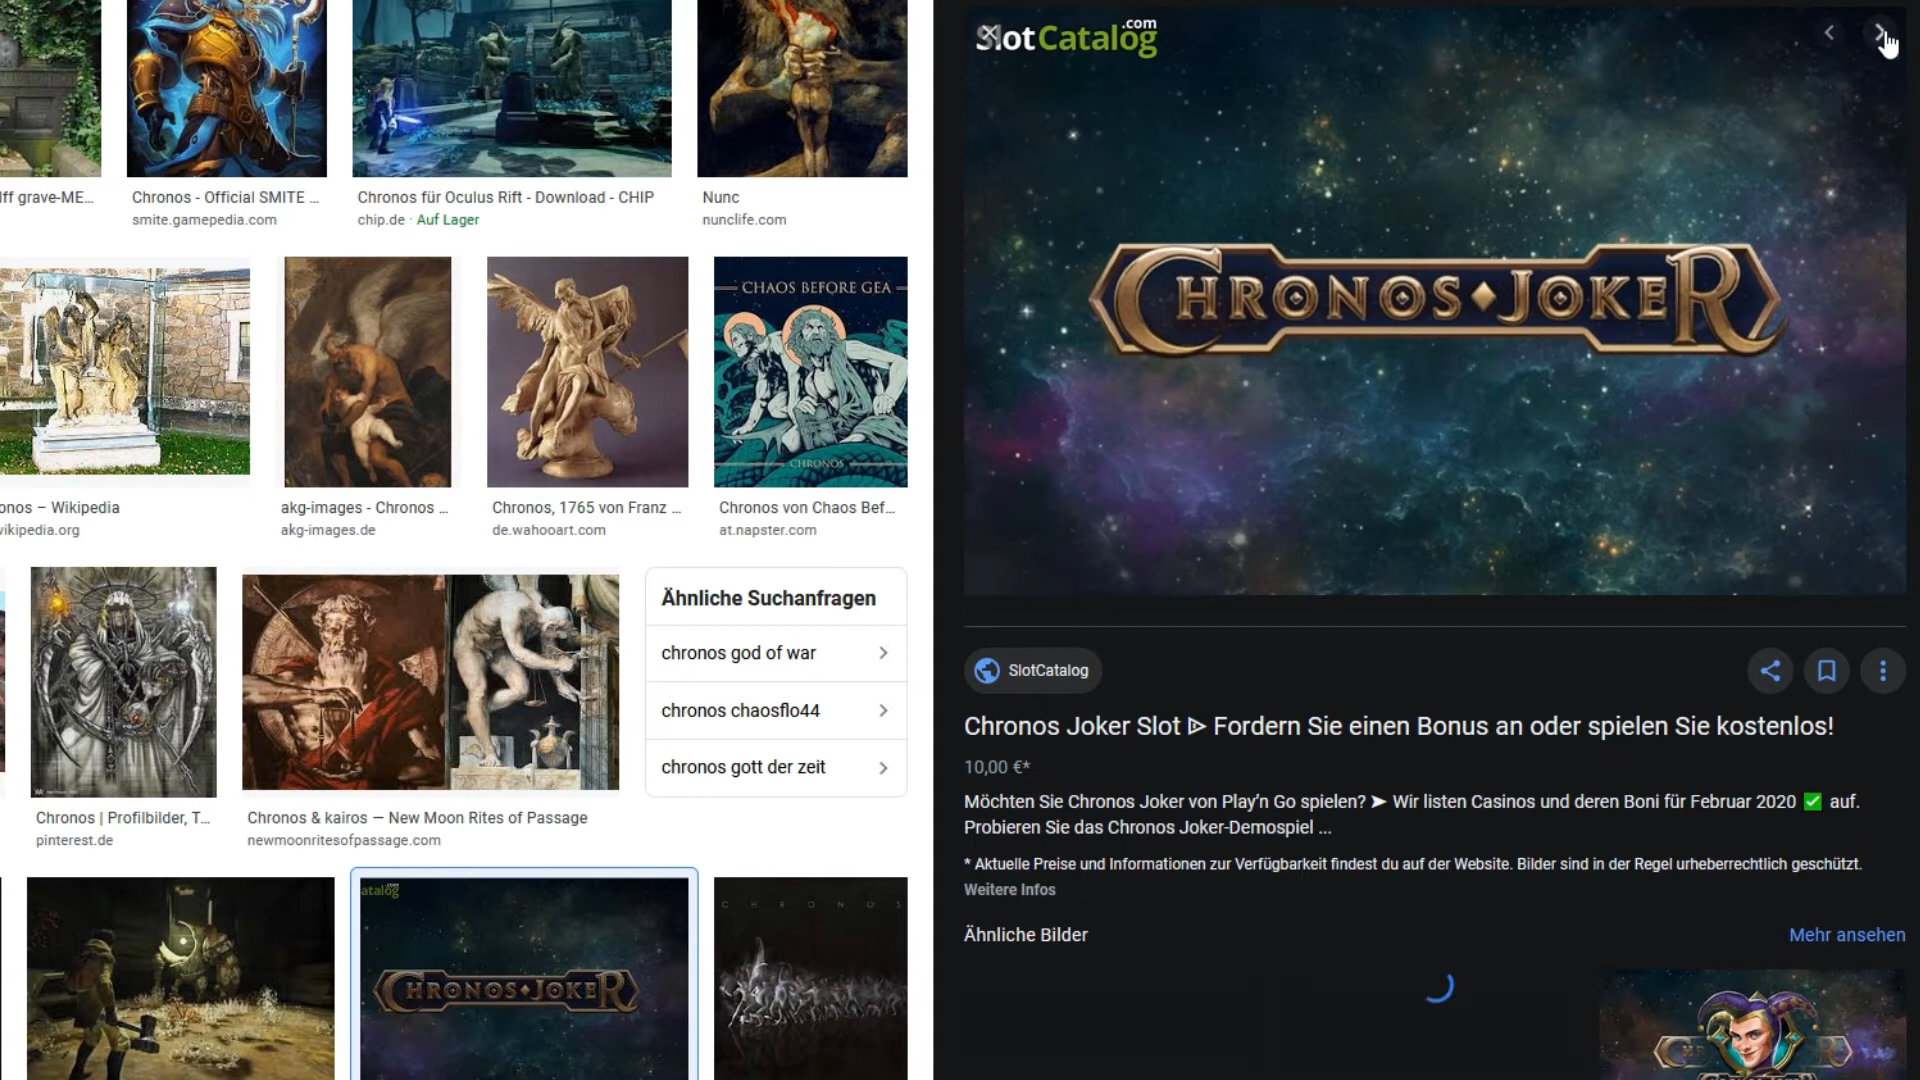 lff grave-ME...
Chronos - Official SMITE ...
smite.gamepedia.com
Chronos für Oculus Rift - Download - CHIP
chip.de · Auf Lager
Nunc
nunclife.com
CHAOS BEFORE GEA
CHRONOS
onos – Wikipedia
wikipedia.org
akg-images - Chronos ...
akg-images.de
Chronos, 1765 von Franz ...
de.wahooart.com
Chronos von Chaos Bef...
at.napster.com
Ähnliche Suchanfragen
chronos god of war
chronos chaosflo44
chronos gott der zeit
Chronos | Profilbilder, T...
pinterest.de
Chronos & kairos — New Moon Rites of Passage
newmoonritesofpassage.com
atalog
.com
CHRONOS JOKER
CHRONOS
SlotCatalog
.com
CHRONOS JOKER
SlotCatalog
Chronos Joker Slot ᐉ Fordern Sie einen Bonus an oder spielen Sie kostenlos!
10,00 €*
Möchten Sie Chronos Joker von Play'n Go spielen? ➤ Wir listen Casinos und deren Boni für Februar 2020 ✅ auf.
Probieren Sie das Chronos Joker-Demospiel ...
* Aktuelle Preise und Informationen zur Verfügbarkeit findest du auf der Website. Bilder sind in der Regel urheberrechtlich geschützt.
Weitere Infos
Ähnliche Bilder
Mehr ansehen